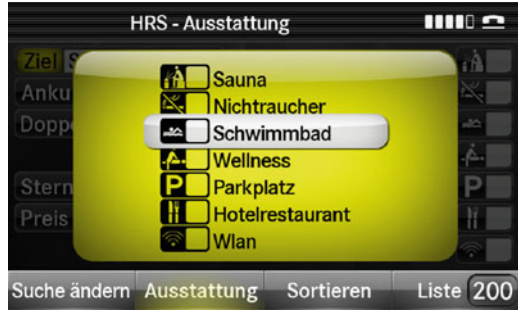 HRS - Ausstattung
Ziel S
Anku
Doppe
Stern
Preis
Sauna
Nichtraucher
Schwimmbad
Wellness
P Parkplatz
Hotelrestaurant
Wlan
P
Suche ändern Ausstattung Sortieren Liste 200